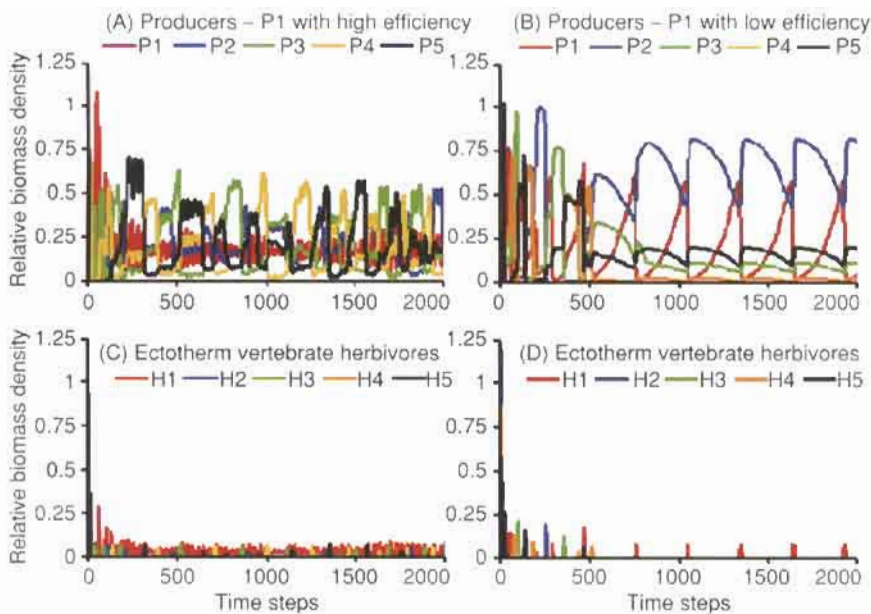 (A) Producers – P1 with high efficiency
P1 P2 P3 P4 P5
Relative biomass density
1.25
1
0.75
0.5
0.25
0
0 500 1000 1500 2000
(B) Producers – P1 with low efficiency
P1 P2 P3 P4 P5
1.25
1
0.75
0.5
0.25
0
0 500 1000 1500 2000
(C) Ectotherm vertebrate herbivores
H1 H2 H3 H4 H5
Relative biomass density
1.25
1
0.75
0.5
0.25
0
0 500 1000 1500 2000
Time steps
(D) Ectotherm vertebrate herbivores
H1 H2 H3 H4 H5
1.25
1
0.75
0.5
0.25
0
0 500 1000 1500 2000
Time steps